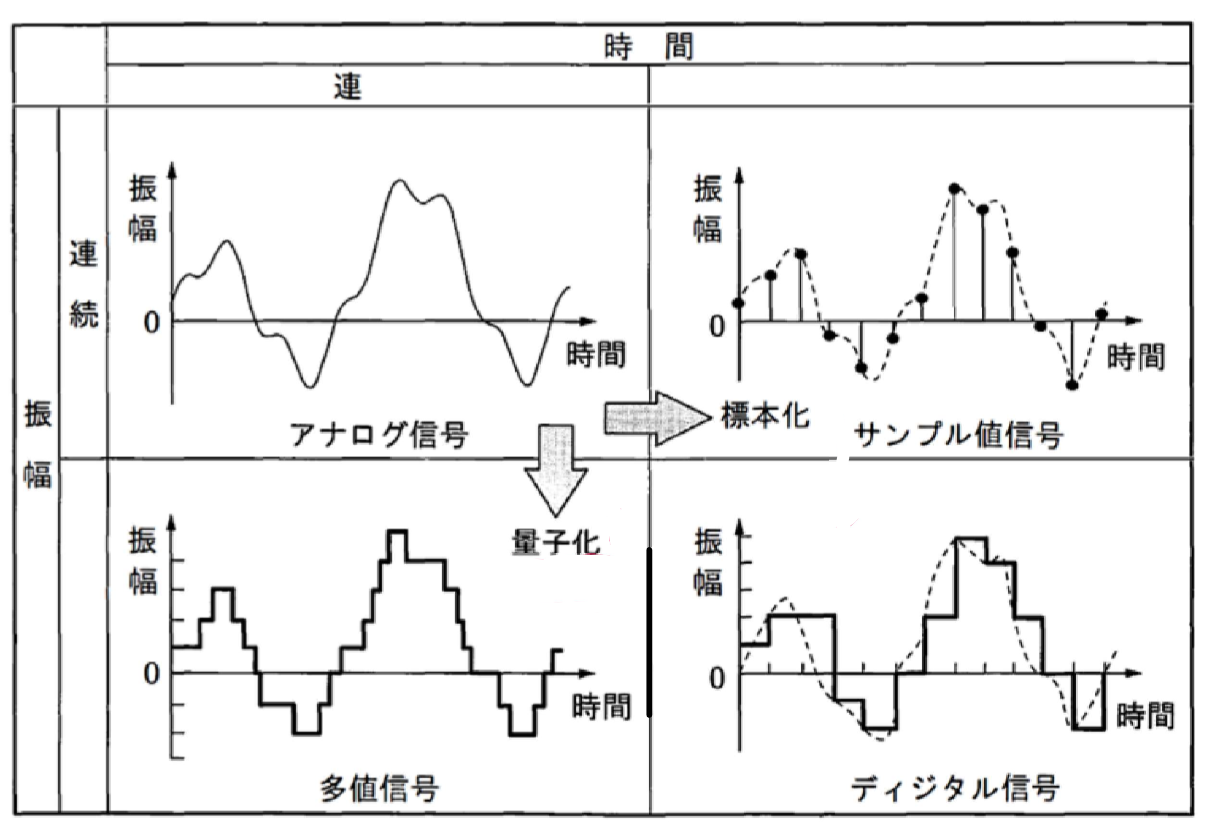 時 間
連
振幅
連続
振幅
0
時間
アナログ信号
振幅
0
時間
標本化
サンプル値信号
振幅
0
時間
量子化
多値信号
振幅
0
時間
ディジタル信号